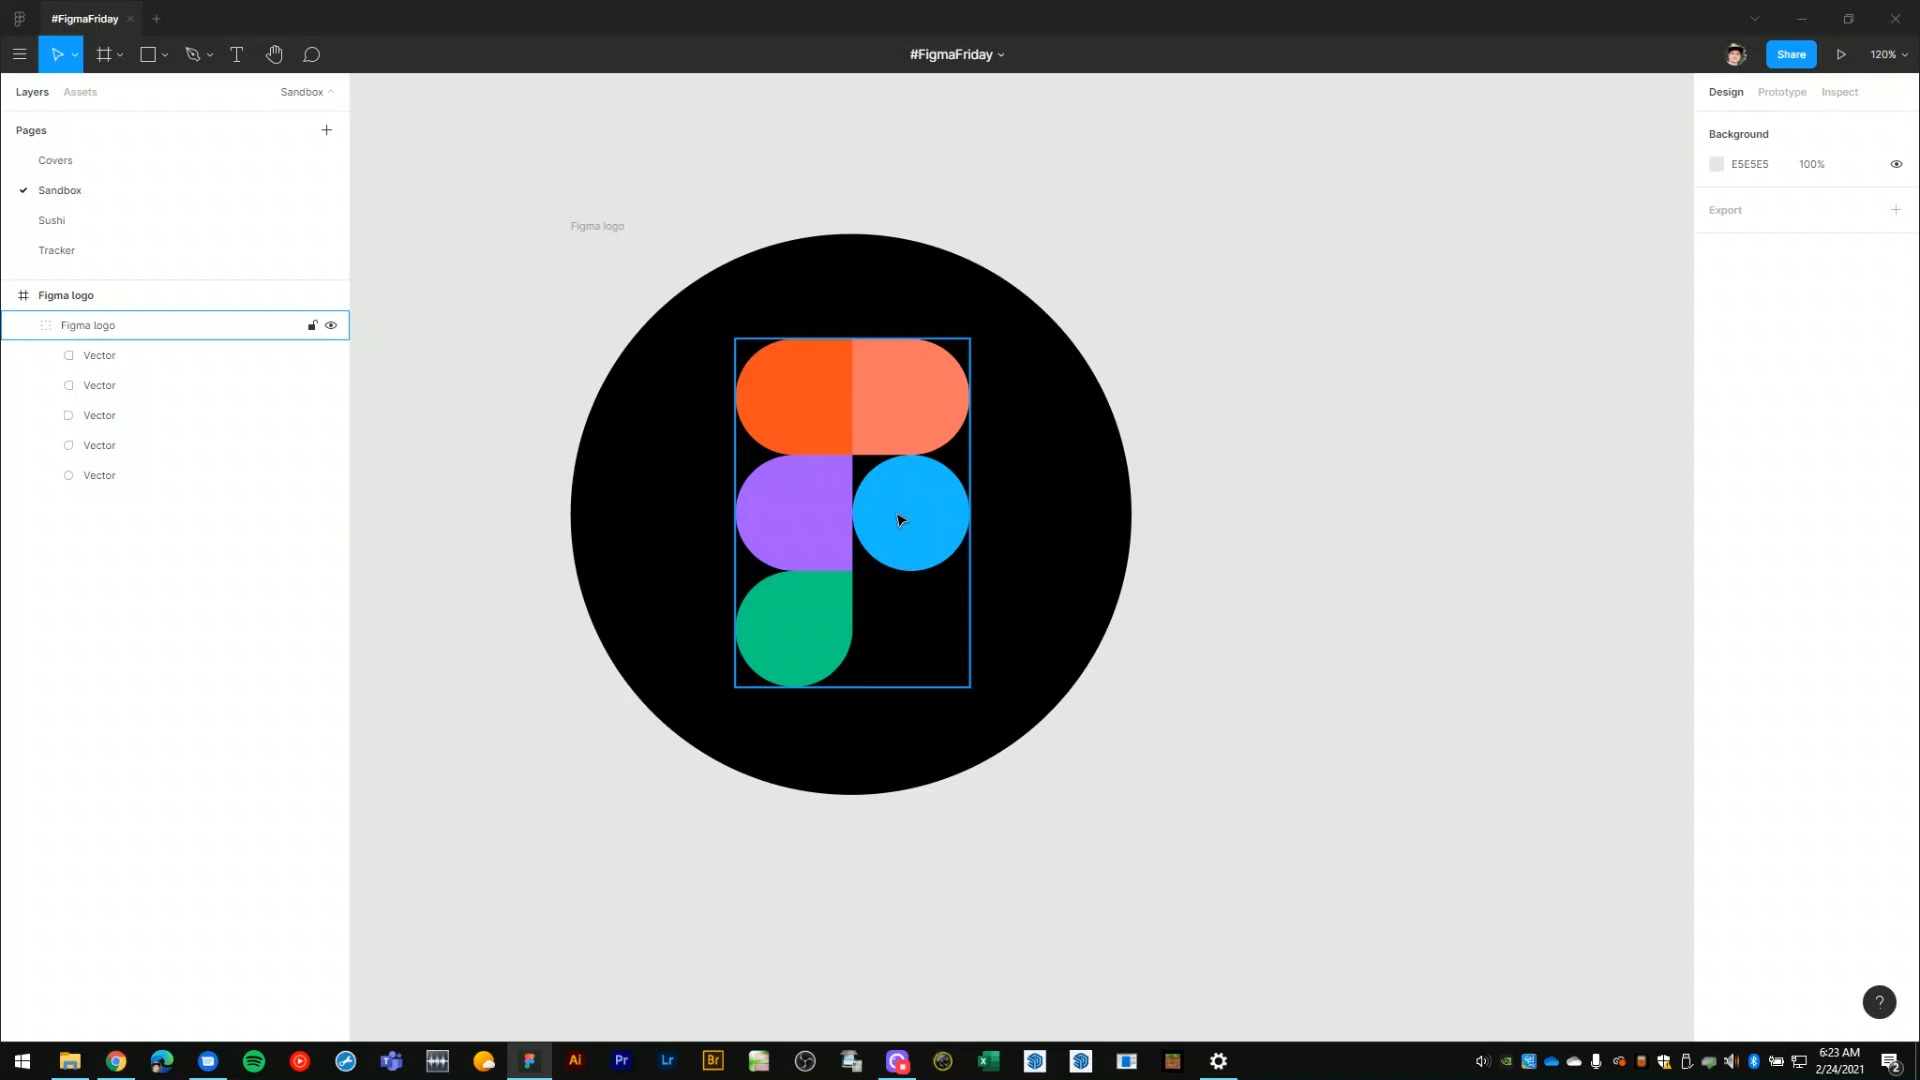 #FigmaFriday
#FigmaFriday
Share
120%
Layers
Assets
Sandbox
Pages
Covers
Sandbox
Sushi
Tracker
Figma logo
Figma logo
Vector
Vector
Vector
Vector
Vector
Figma logo
Design
Prototype
Inspect
Background
E5E5E5
100%
Export
?
Ai
Pr
Lr
Br
6:23 AM
2/24/2021
2